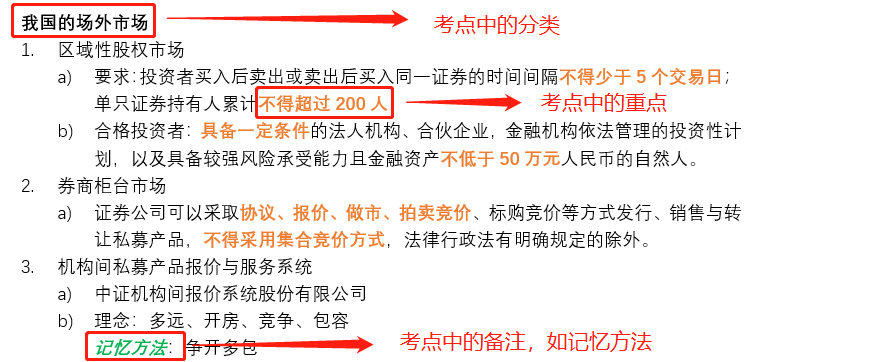 我国的场外市场 考点中的分类
1. 区域性股权市场
a) 要求：投资者买入后卖出或卖出后买入同一证券的时间间隔不得少于 5 个交易日；
单只证券持有人累计不得超过 200 人 考点中的重点
b) 合格投资者：具备一定条件的法人机构、合伙企业，金融机构依法管理的投资性计
划，以及具备较强风险承受能力且金融资产不低于 50 万元人民币的自然人。
2. 券商柜台市场
a) 证券公司可以采取协议、报价、做市、拍卖竞价、标购竞价等方式发行、销售与转
让私募产品，不得采用集合竞价方式，法律行政法有明确规定的除外。
3. 机构间私募产品报价与服务系统
a) 中证机构间报价系统股份有限公司
b) 理念：多远、开房、竞争、包容
记忆方法：争开多包 考点中的备注，如记忆方法